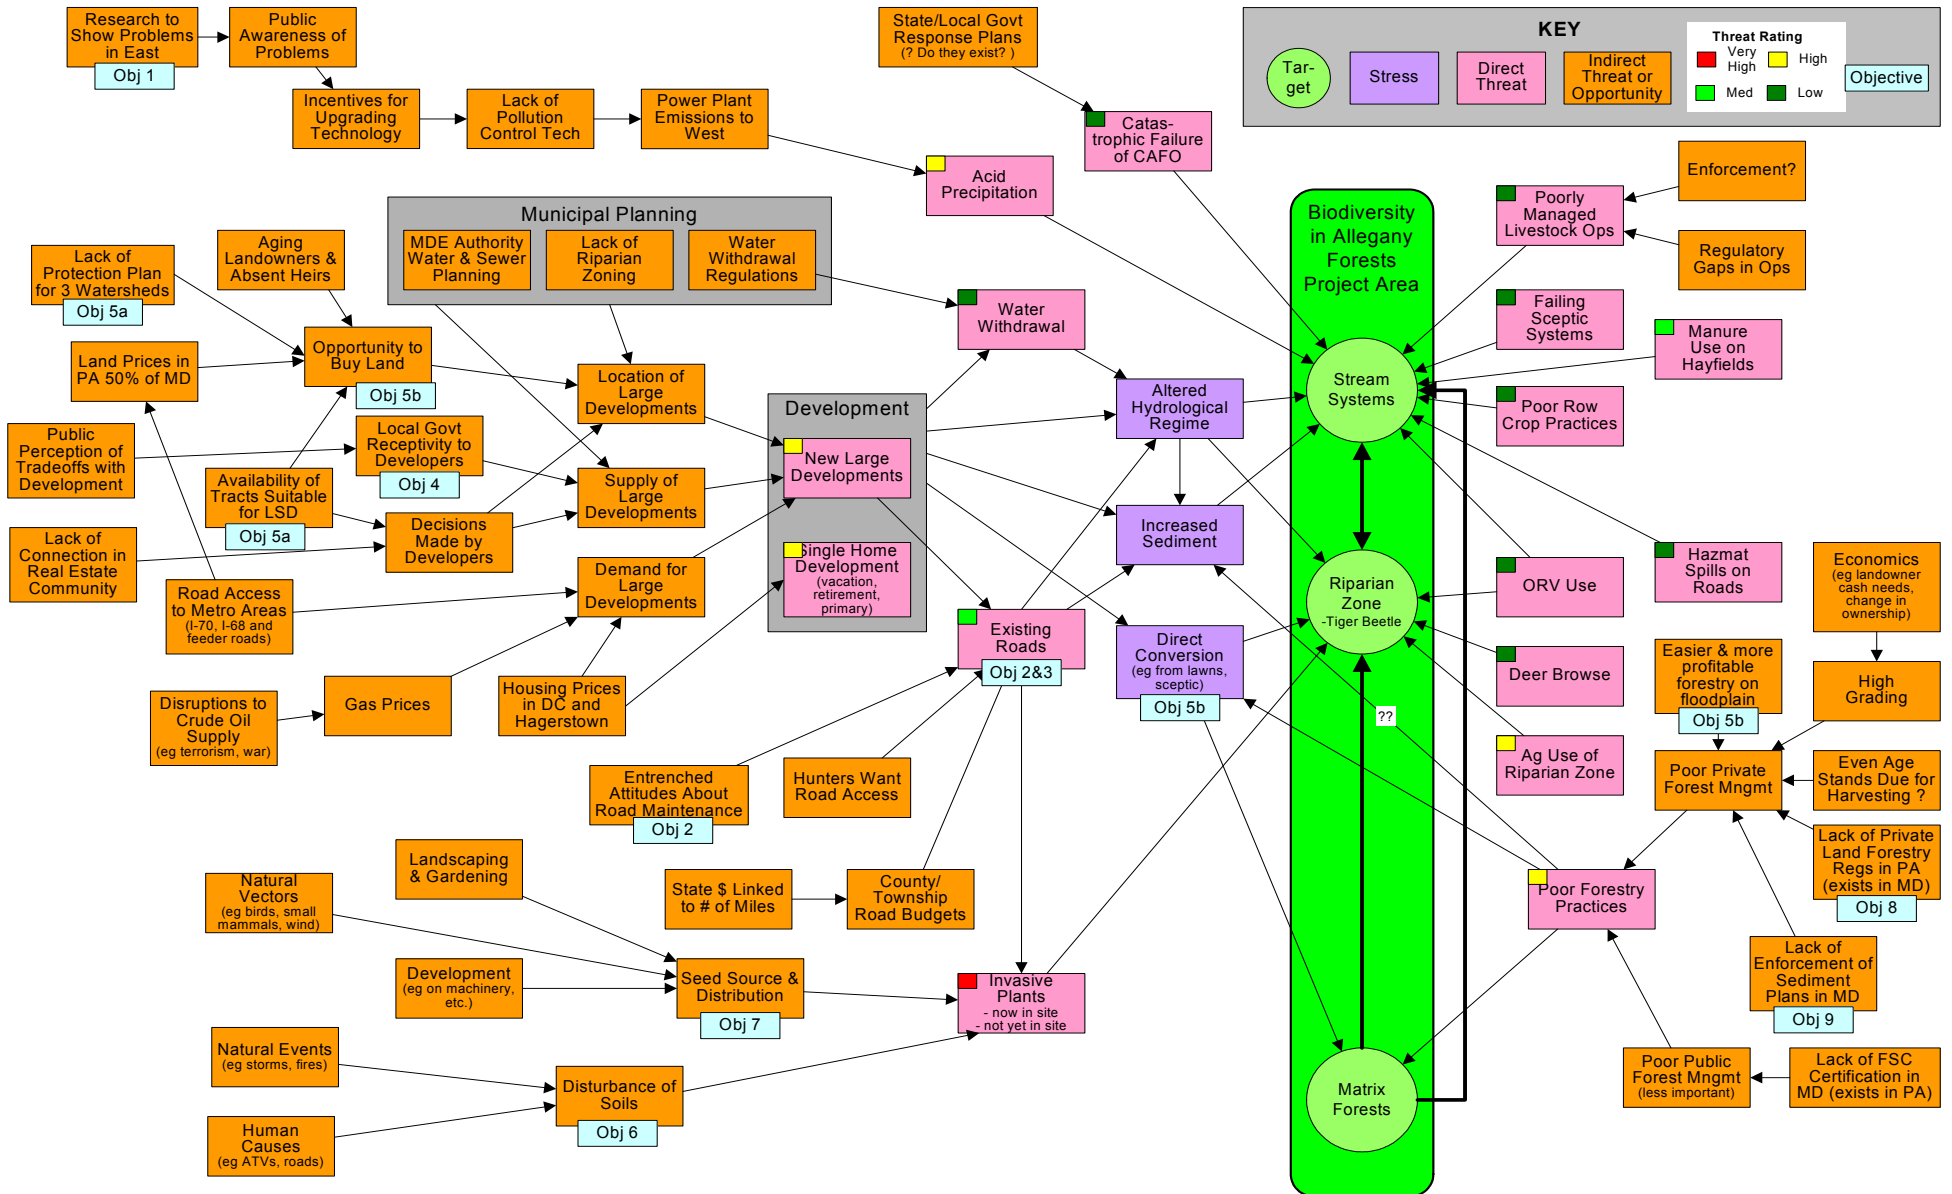 Research to
Show Problems
in East
Obj 1
Public
Awareness of
Problems
Incentives for
Upgrading
Technology
Lack of
Pollution
Control Tech
Power Plant
Emissions to
West
State/Local Govt
Response Plans
(? Do they exist? )
Catas-
trophic Failure
of CAFO
Acid
Precipitation
KEY
Tar-
get
Stress
Direct
Threat
Indirect
Threat or
Opportunity
Threat Rating
Very
High
High
Med
Low
Objective
Municipal Planning
MDE Authority
Water & Sewer
Planning
Lack of
Riparian
Zoning
Water
Withdrawal
Regulations
Lack of
Protection Plan
for 3 Watersheds
Obj 5a
Aging
Landowners &
Absent Heirs
Land Prices in
PA 50% of MD
Opportunity to
Buy Land
Obj 5b
Public
Perception of
Tradeoffs with
Development
Local Govt
Receptivity to
Developers
Obj 4
Availability of
Tracts Suitable
for LSD
Obj 5a
Lack of
Connection in
Real Estate
Community
Decisions
Made by
Developers
Road Access
to Metro Areas
(I-70, I-68 and
feeder roads)
Location of
Large
Developments
Supply of
Large
Developments
Demand for
Large
Developments
Disruptions to
Crude Oil
Supply
(eg terrorism, war)
Gas Prices
Housing Prices
in DC and
Hagerstown
Development
New Large
Developments
Single Home
Development
(vacation,
retirement,
primary)
Water
Withdrawal
Altered
Hydrological
Regime
Increased
Sediment
Existing
Roads
Obj 2&3
Direct
Conversion
(eg from lawns,
sceptic)
Obj 5b
Entrenched
Attitudes About
Road Maintenance
Obj 2
Hunters Want
Road Access
State $ Linked
to # of Miles
County/
Township
Road Budgets
Landscaping
& Gardening
Natural
Vectors
(eg birds, small
mammals, wind)
Development
(eg on machinery,
etc.)
Seed Source &
Distribution
Obj 7
Invasive
Plants
- now in site
- not yet in site
Natural Events
(eg storms, fires)
Human
Causes
(eg ATVs, roads)
Disturbance of
Soils
Obj 6
Biodiversity
in Allegany
Forests
Project Area
Stream
Systems
Riparian
Zone
-Tiger Beetle
??
Matrix
Forests
Poorly
Managed
Livestock Ops
Enforcement?
Regulatory
Gaps in Ops
Failing
Sceptic
Systems
Manure
Use on
Hayfields
Poor Row
Crop Practices
ORV Use
Hazmat
Spills on
Roads
Deer Browse
Ag Use of
Riparian Zone
Economics
(eg landowner
cash needs,
change in
ownership)
Easier & more
profitable
forestry on
floodplain
Obj 5b
High
Grading
Poor Private
Forest Mngmt
Even Age
Stands Due for
Harvesting ?
Lack of Private
Land Forestry
Regs in PA
(exists in MD)
Obj 8
Poor Forestry
Practices
Lack of
Enforcement of
Sediment
Plans in MD
Obj 9
Poor Public
Forest Mngmt
(less important)
Lack of FSC
Certification in
MD (exists in PA)